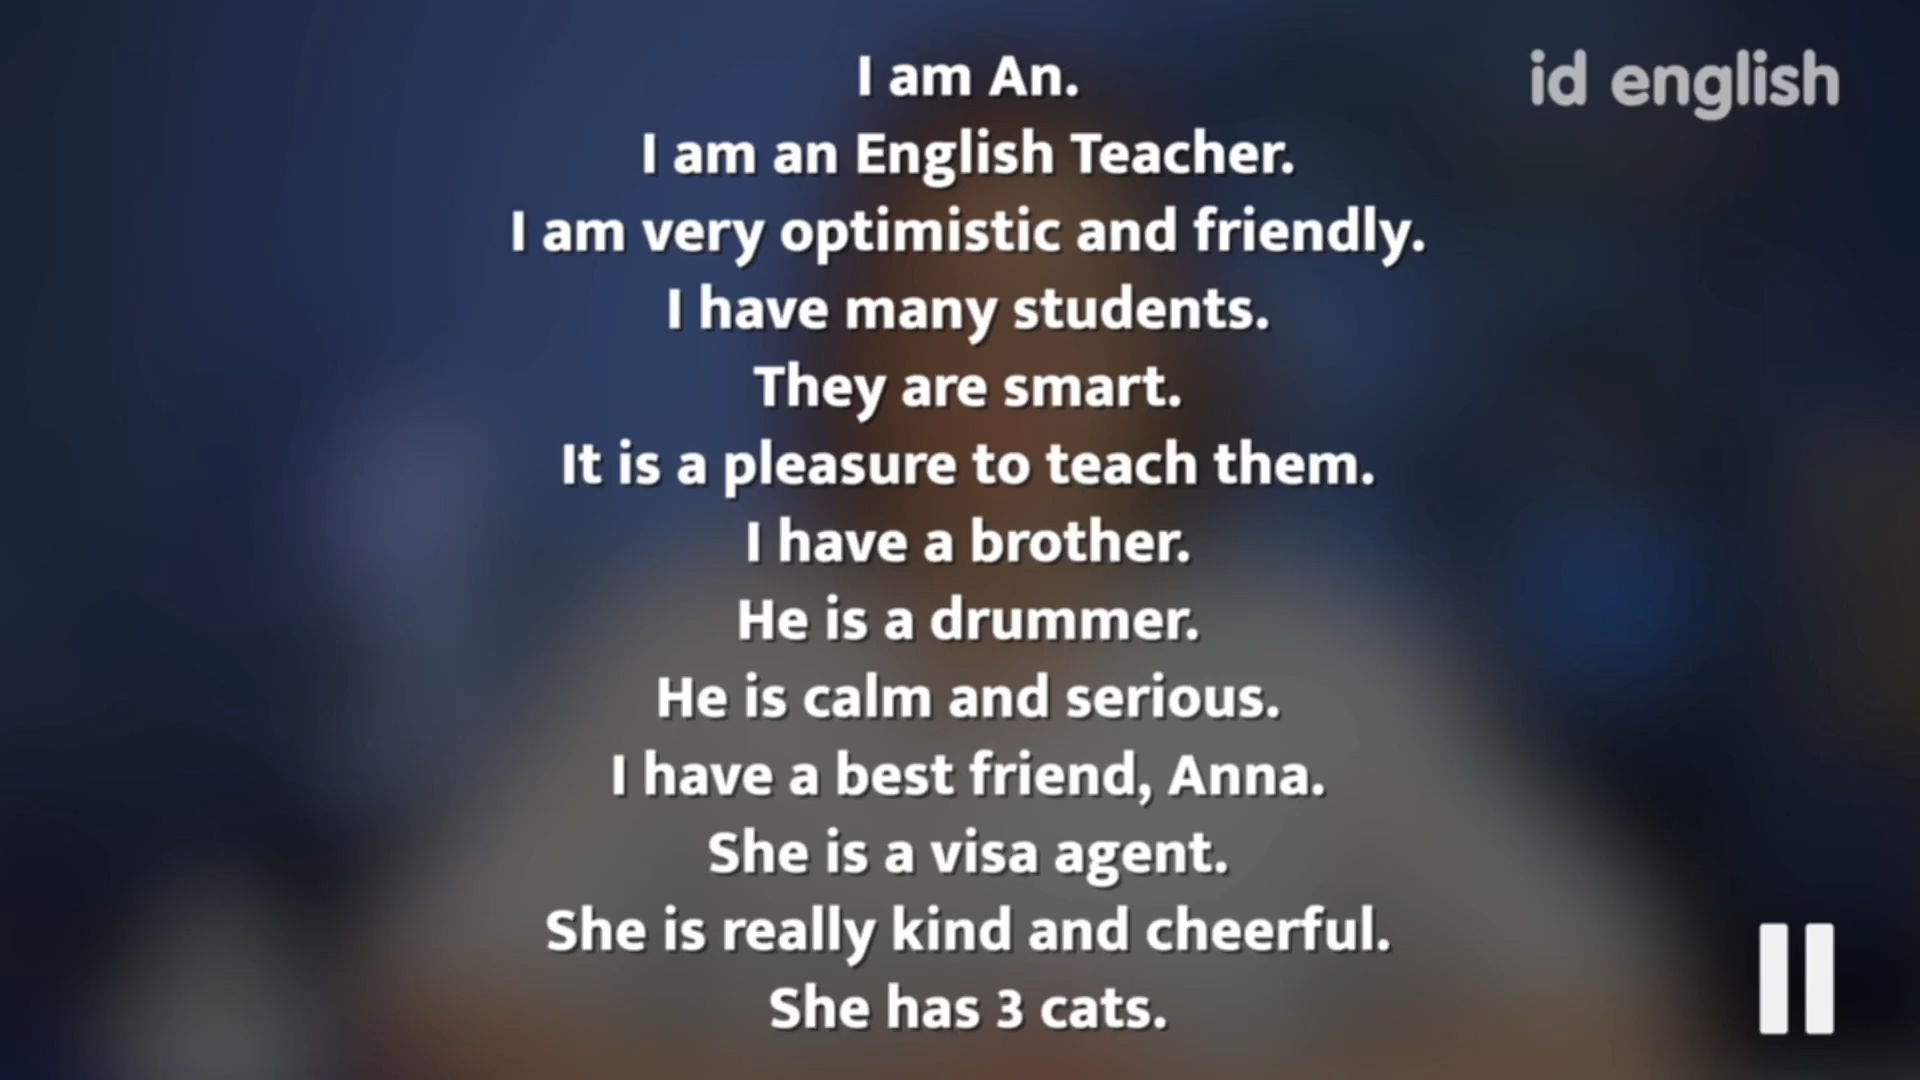 id english
I am An.
I am an English Teacher.
I am very optimistic and friendly.
I have many students.
They are smart.
It is a pleasure to teach them.
I have a brother.
He is a drummer.
He is calm and serious.
I have a best friend, Anna.
She is a visa agent.
She is really kind and cheerful.
She has 3 cats.